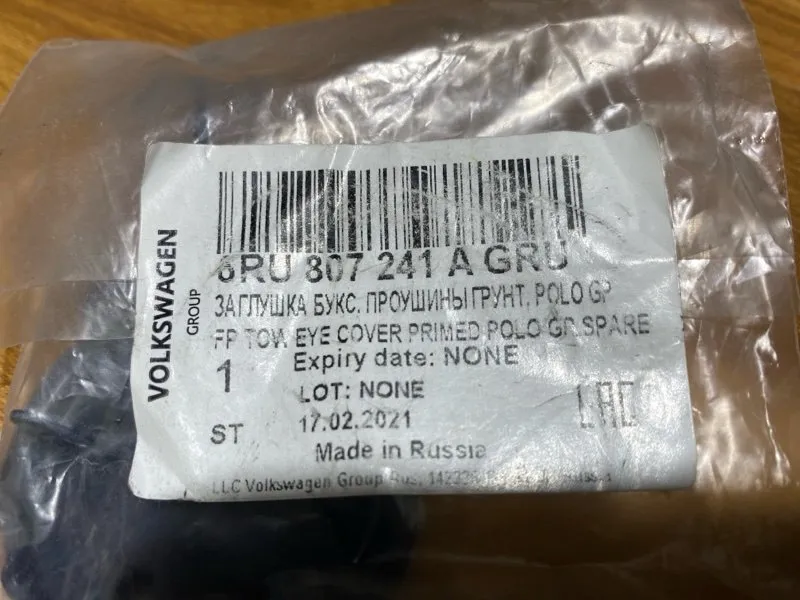 VOLKSWAGEN
GROUP
6RU 807 241 A GRU
ЗАГЛУШКА БУКС. ПРОУШИНЫ ГРУНТ. POLO GP
FP TOW EYE COVER PRIMED POLO GP SPARE
1
Expiry date: NONE
LOT: NONE
ST
17.02.2021
EAC
Made in Russia
LLC Volkswagen Group Rus,